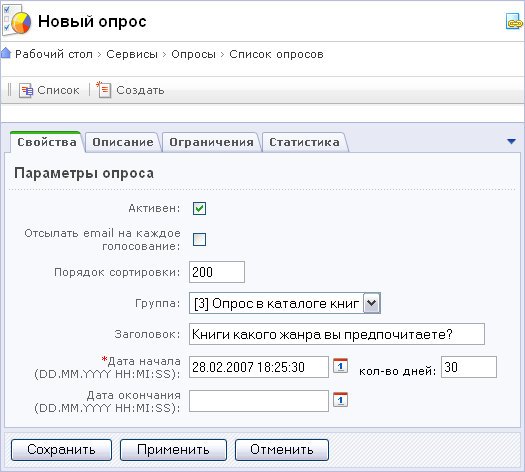 Новый опрос
Рабочий стол › Сервисы › Опросы › Список опросов
Список Создать
Свойства Описание Ограничения Статистика
Параметры опроса
Активен:
Отсылать email на каждое
голосование:
Порядок сортировки: 200
Группа: [3] Опрос в каталоге книг
Заголовок: Книги какого жанра вы предпочитаете?
*Дата начала
(DD.MM.YYYY HH:MI:SS): 28.02.2007 18:25:30 1 кол-во дней: 30
Дата окончания
(DD.MM.YYYY HH:MI:SS): 1
Сохранить Применить Отменить